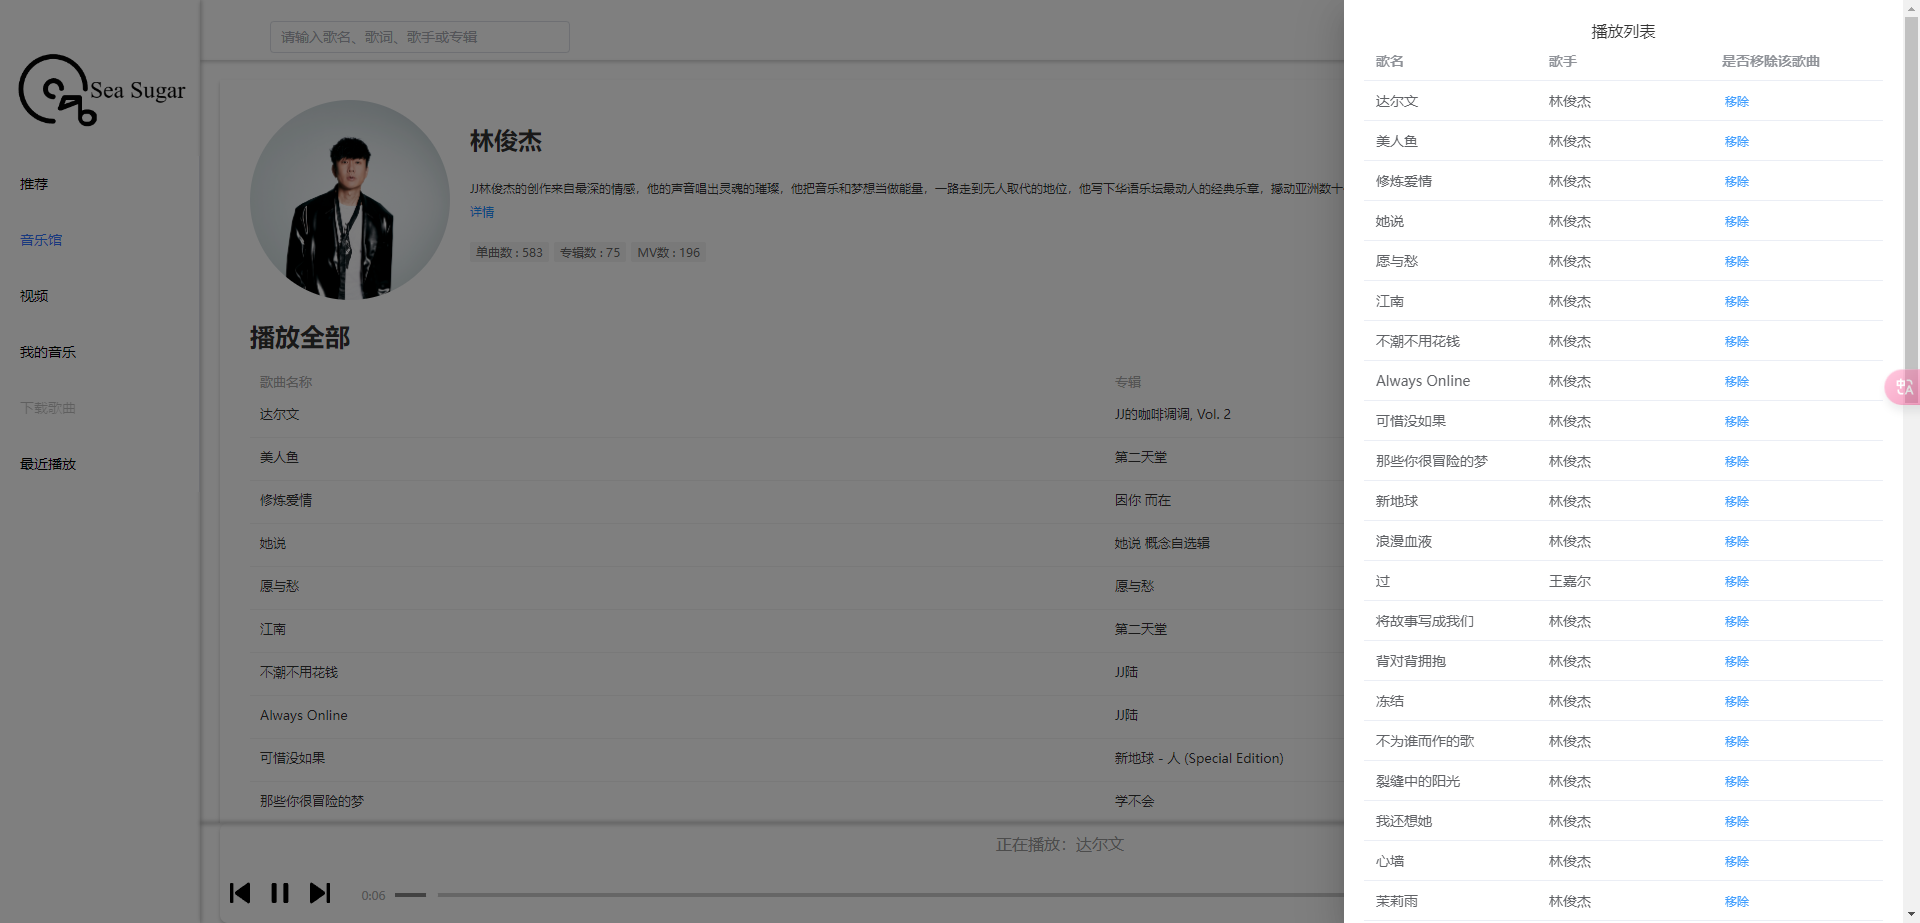 Sea Sugar
推荐
音乐馆
视频
我的音乐
下载歌曲
最近播放
请输入歌名、歌词、歌手或专辑
林俊杰
JJ林俊杰的创作来自最深的情感，他的声音唱出灵魂的璀璨，他把音乐和梦想当做能量，一路走到无人取代的地位，他写下华语乐坛最动人的经典乐章，撼动亚洲数十
详情
单曲数 : 583 专辑数 : 75 MV数 : 196
播放全部
歌曲名称 专辑
达尔文 JJ的咖啡调调, Vol. 2
美人鱼 第二天堂
修炼爱情 因你 而在
她说 她说 概念自选辑
愿与愁 愿与愁
江南 第二天堂
不潮不用花钱 JJ陆
Always Online JJ陆
可惜没如果 新地球 - 人 (Special Edition)
那些你很冒险的梦 学不会
正在播放：达尔文
0:06
播放列表
歌名 歌手 是否移除该歌曲
达尔文 林俊杰 移除
美人鱼 林俊杰 移除
修炼爱情 林俊杰 移除
她说 林俊杰 移除
愿与愁 林俊杰 移除
江南 林俊杰 移除
不潮不用花钱 林俊杰 移除
Always Online 林俊杰 移除
可惜没如果 林俊杰 移除
那些你很冒险的梦 林俊杰 移除
新地球 林俊杰 移除
浪漫血液 林俊杰 移除
过 王嘉尔 移除
将故事写成我们 林俊杰 移除
背对背拥抱 林俊杰 移除
冻结 林俊杰 移除
不为谁而作的歌 林俊杰 移除
裂缝中的阳光 林俊杰 移除
我还想她 林俊杰 移除
心墙 林俊杰 移除
茉莉雨 林俊杰 移除